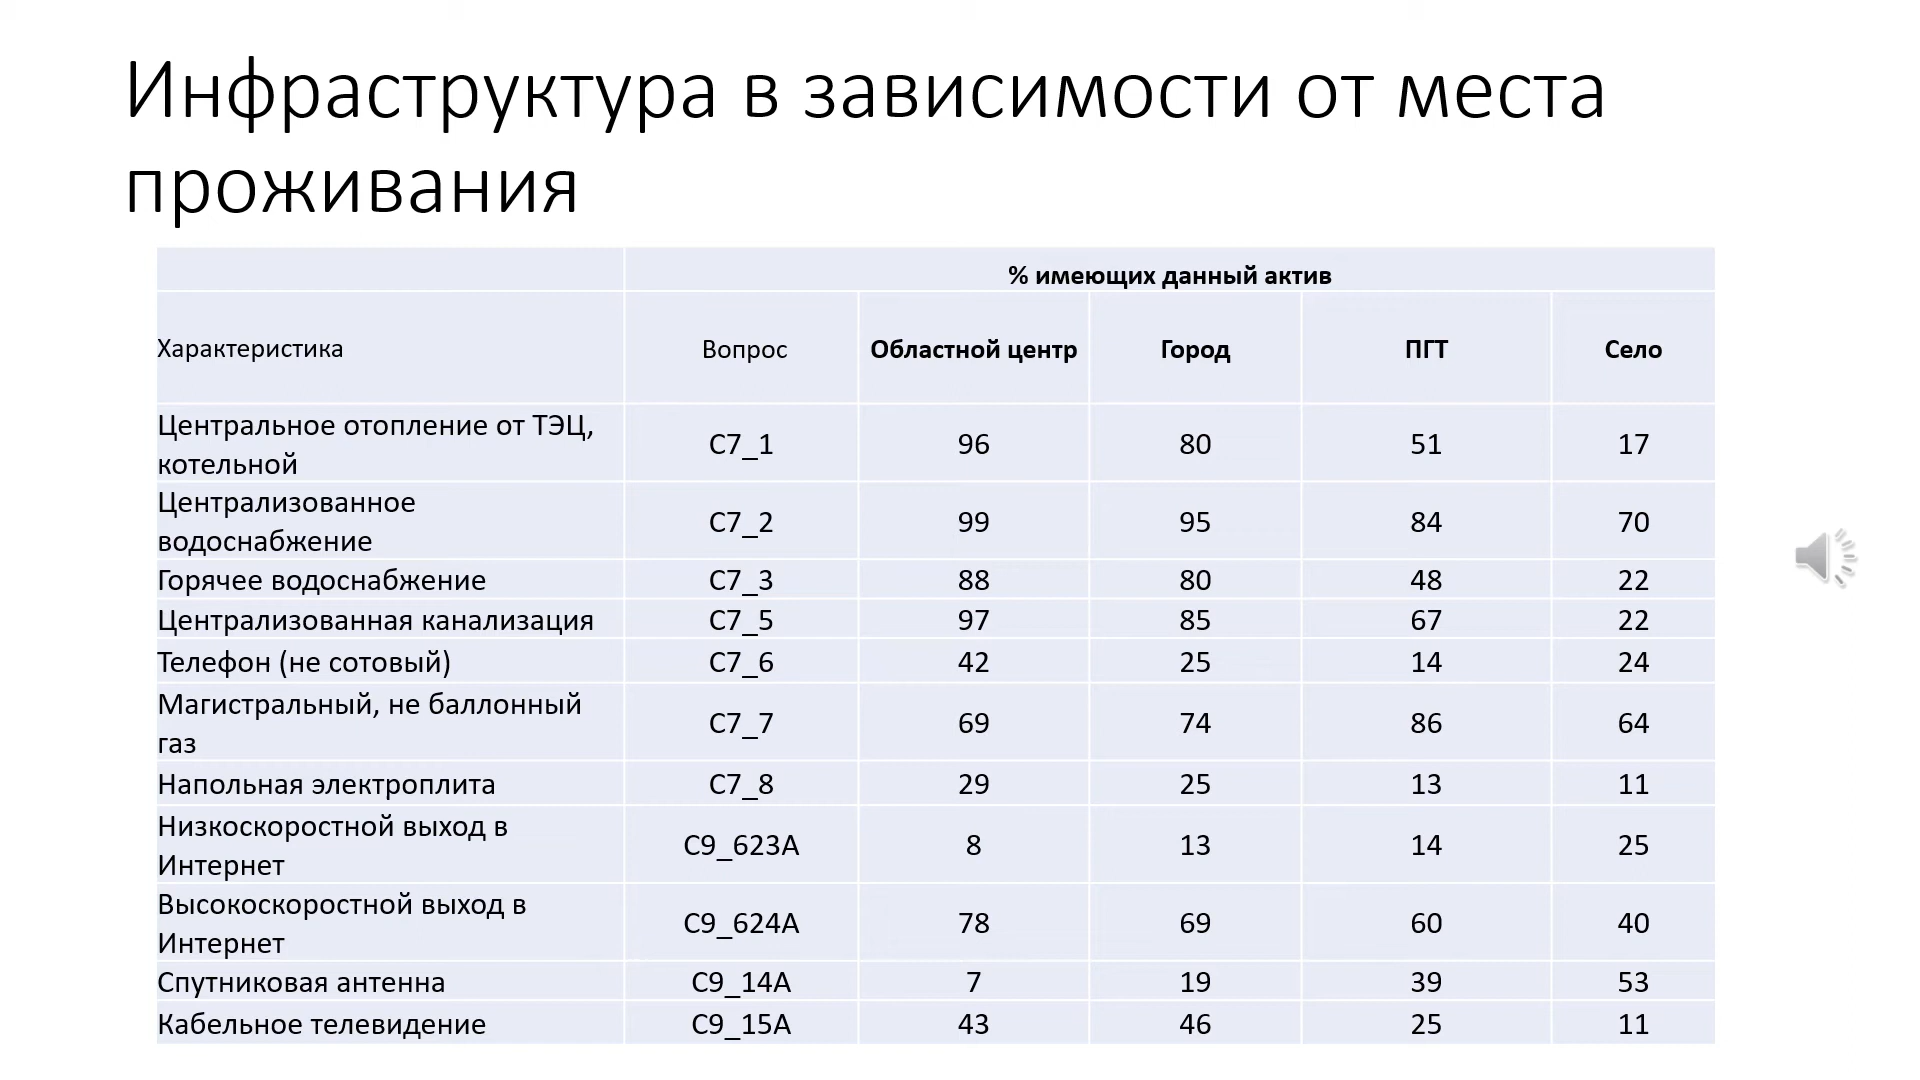 Инфраструктура в зависимости от места
проживания
% имеющих данный актив
Характеристика Вопрос Областной центр Город ПГТ Село
Центральное отопление от ТЭЦ,
котельной C7_1 96 80 51 17
Централизованное
водоснабжение C7_2 99 95 84 70
Горячее водоснабжение C7_3 88 80 48 22
Централизованная канализация C7_5 97 85 67 22
Телефон (не сотовый) C7_6 42 25 14 24
Магистральный, не баллонный
газ C7_7 69 74 86 64
Напольная электроплита C7_8 29 25 13 11
Низкоскоростной выход в
Интернет C9_623A 8 13 14 25
Высокоскоростной выход в
Интернет C9_624A 78 69 60 40
Спутниковая антенна C9_14A 7 19 39 53
Кабельное телевидение C9_15A 43 46 25 11